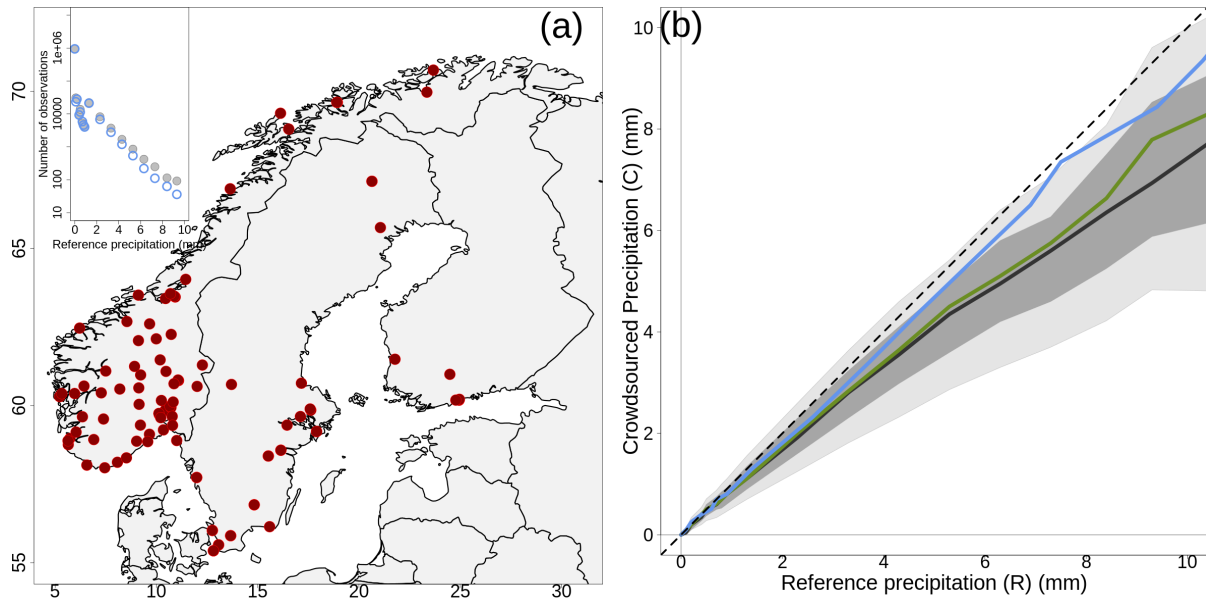 (a)
Number of observations
1e+06
10000
100
10
0 2 4 6 8 10
Reference precipitation (mm
70
65
60
55
5 10 15 20 25 30
(b)
Crowdsourced Precipitation (C) (mm)
10
8
6
4
2
0
0 2 4 6 8 10
Reference precipitation (R) (mm)